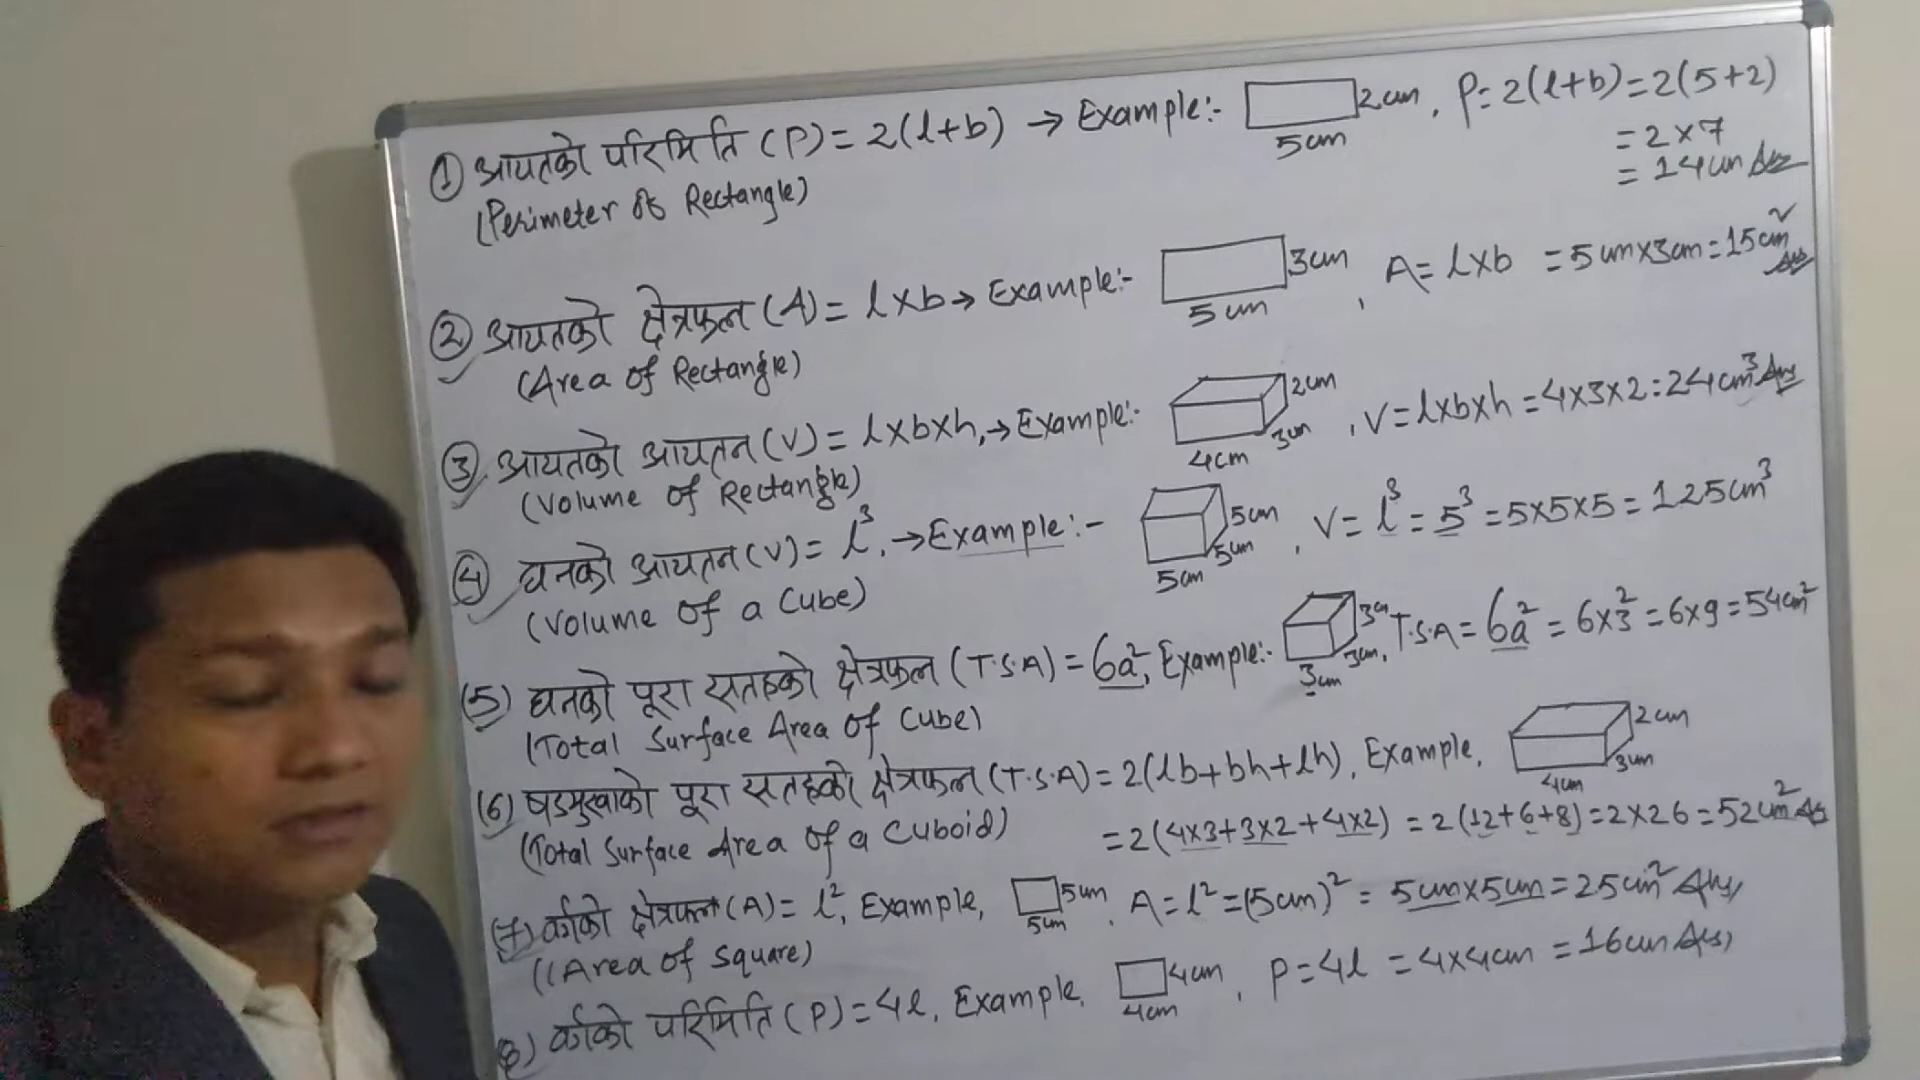 ① आयतको परिमिति (P) = 2(l+b) → Example:- 2cm, P = 2(l+b) = 2(5+2)
5cm
= 2×7
= 14cm Ans
(Perimeter of Rectangle)
② आयतको क्षेत्रफल (A) = l×b → Example:- 3cm, A = l×b = 5cm×3cm = 15cm² Ans
5cm
(Area of Rectangle)
③ आयतको आयतन (V) = l×b×h, → Example:- 2cm 3cm, V = l×b×h = 4×3×2 = 24cm³ Ans
4cm
(Volume of Rectangle)
④ घनको आयतन (V) = l³, → Example:- 5cm 5cm, V = l³ = 5³ = 5×5×5 = 125cm³
5cm
(Volume of a Cube)
(5) घनको पूरा सतहको क्षेत्रफल (T.S.A) = 6a², Example:- 3cm 3cm, T.S.A = 6a² = 6×3² = 6×9 = 54cm²
3cm
(Total Surface Area of Cube)
(6) षडमुखाको पूरा सतहको क्षेत्रफल (T.S.A) = 2(lb+bh+lh), Example, 2cm 3cm
4cm
(Total Surface Area of a Cuboid)
= 2(4×3+3×2+4×2) = 2(12+6+8) = 2×26 = 52cm² Ans
(7) वर्गको क्षेत्रफल (A) = l², Example, 5cm, A = l² = (5cm)² = 5cm×5cm = 25cm² Ans,
5cm
((Area of Square)
(8) वर्गको परिमिति (P) = 4l, Example, 4cm, P = 4l = 4×4cm = 16cm Ans,
4cm